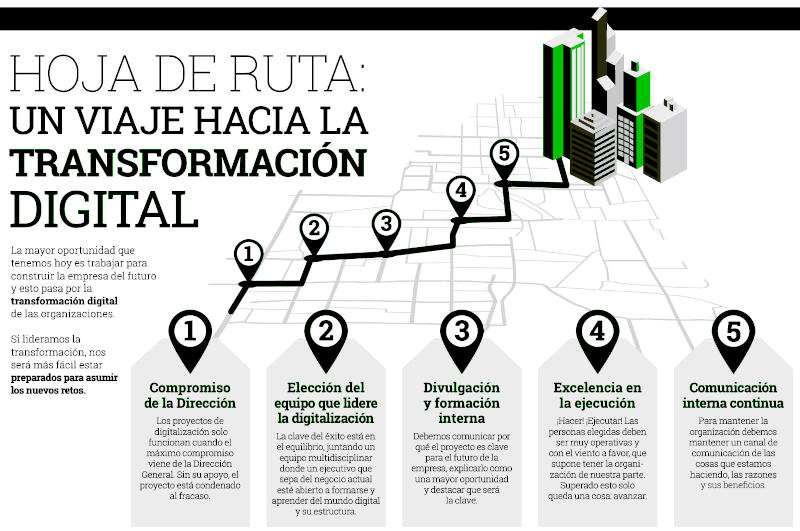 HOJA DE RUTA:
UN VIAJE HACIA LA
TRANSFORMACIÓN
DIGITAL
La mayor oportunidad que
tenemos hoy es trabajar para
construir la empresa del futuro
y esto pasa por la
transformación digital
de las organizaciones.
Si lideramos la
transformación, nos
será más fácil estar
preparados para asumir
los nuevos retos.
1
2
3
4
5
1
Compromiso
de la Dirección
Los proyectos de
digitalización solo
funcionan cuando el
máximo compromiso
viene de la Dirección
General. Sin su apoyo, el
proyecto está condenado
al fracaso.
2
Elección del
equipo que lidere
la digitalización
La clave del éxito está en
el equilibrio, juntando un
equipo multidisciplinar
donde un ejecutivo que
sepa del negocio actual
esté abierto a formarse y
aprender del mundo digital
y su estructura.
3
Divulgación
y formación
interna
Debemos comunicar por
qué el proyecto es clave
para el futuro de la
empresa, explicarlo como
una mayor oportunidad
y destacar que será
la clave.
4
Excelencia en
la ejecución
¡Hacer! ¡Ejecutar! Las
personas elegidas deben
ser muy operativas y
con el viento a favor, que
supone tener la organi-
zación de nuestra parte.
Superado esto solo
queda una cosa: avanzar.
5
Comunicación
interna continua
Para mantener la
organización debemos
mantener un canal de
comunicación de las
cosas que estamos
haciendo, las razones
y sus beneficios.